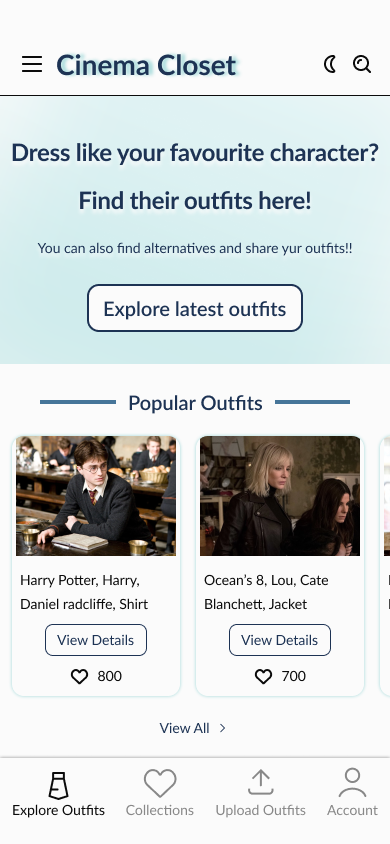 Cinema Closet
Dress like your favourite character?
Find their outfits here!
You can also find alternatives and share yur outfits!!
Explore latest outfits
Popular Outfits
Harry Potter, Harry,
Daniel radcliffe, Shirt
View Details
800
Ocean's 8, Lou, Cate
Blanchett, Jacket
View Details
700
View All
Explore Outfits
Collections
Upload Outfits
Account